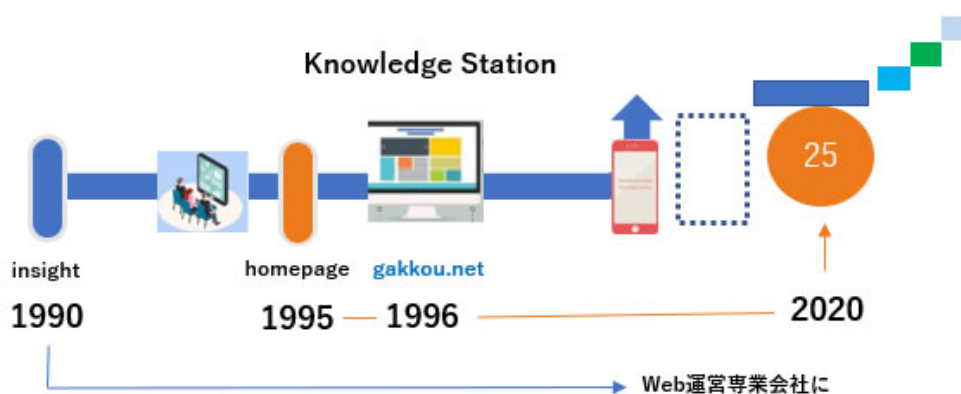 Knowledge Station
25
insight
homepage
gakkou.net
1990
1995
1996
2020
Web運営専業会社に